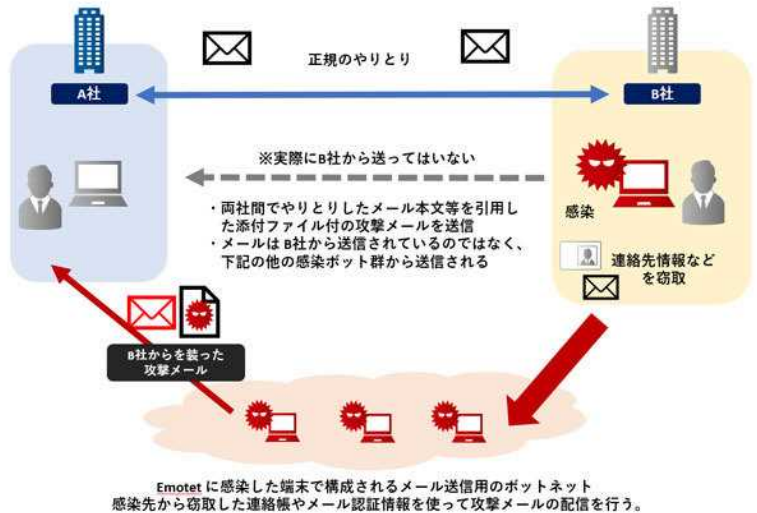 正規のやりとり
A社
B社
※実際にB社から送ってはいない
・両社間でやりとりしたメール本文等を引用し
た添付ファイル付の攻撃メールを送信
・メールは B社から送信されているのではなく、
下記の他の感染ボット群から送信される
感染
連絡先情報など
を窃取
B社からを装った
攻撃メール
Emotet に感染した端末で構成されるメール送信用のボットネット
感染先から窃取した連絡帳やメール認証情報を使って攻撃メールの配信を行う。